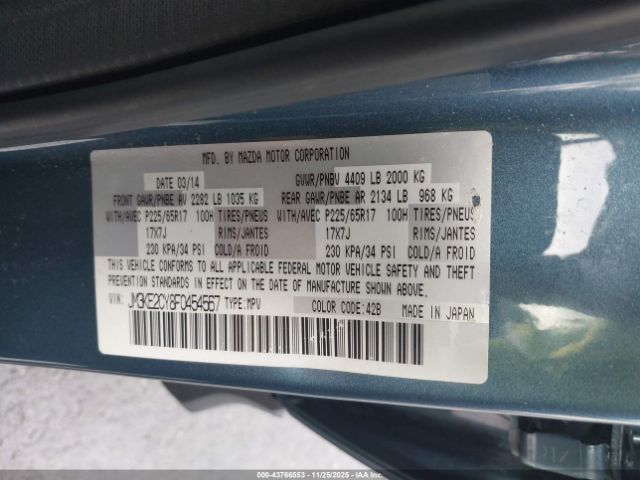 MFD. BY MAZDA MOTOR CORPORATION
DATE 03/14 GVWR/PNBV 4409 LB 2000 KG
FRONT GAWR/PNBE AV 2282 LB 1035 KG REAR GAWR/PNBE AR 2134 LB 968 KG
WITH/AVEC P225/65R17 100H TIRES/PNEUS WITH/AVEC P225/65R17 100H TIRES/PNEUS
17X7J RIMS/JANTES 17X7J RIMS/JANTES
230 KPA/34 PSI COLD/A FROID 230 KPA/34 PSI COLD/A FROID
THIS VEHICLE CONFORMS TO ALL APPLICABLE FEDERAL MOTOR VEHICLE SAFETY AND THEFT
PREVENTION STANDARDS IN EFFECT ON THE DATE OF MANUFACTURE SHOWN ABOVE.
VIN: JM3KE2CY8F0454557 TYPE:MPV COLOR CODE:42B MADE IN JAPAN
000-43766553 - 11/25/2025 - IAAI.COM